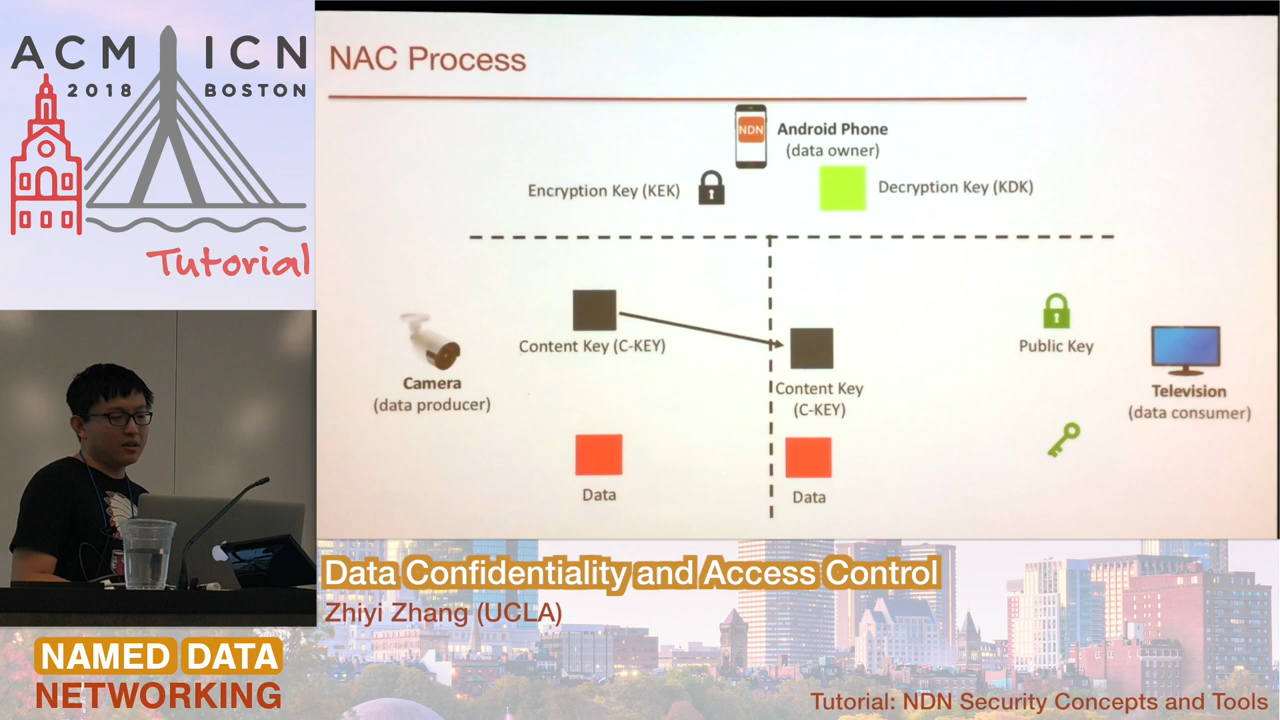 ACM ICN
2018 BOSTON
Tutorial
NAC Process
NDN
Android Phone
(data owner)
Encryption Key (KEK)
Decryption Key (KDK)
Content Key (C-KEY)
Content Key
(C-KEY)
Public Key
Camera
(data producer)
Television
(data consumer)
Data
Data
Data Confidentiality and Access Control
Zhiyi Zhang (UCLA)
NAMED DATA
NETWORKING
Tutorial: NDN Security Concepts and Tools